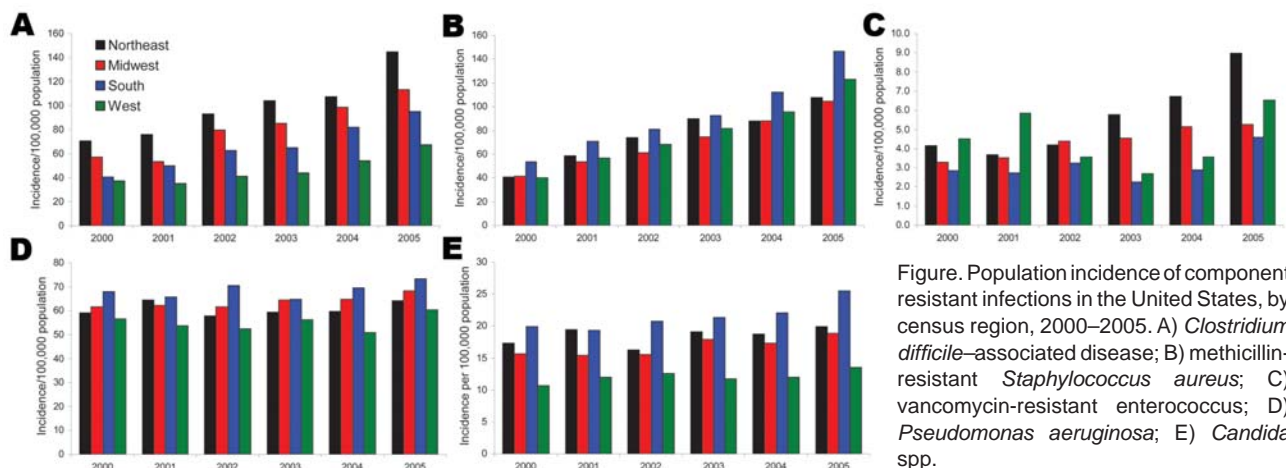 A
Incidence/100,000 population
160
140
120
100
80
60
40
20
0
Northeast
Midwest
South
West
2000 2001 2002 2003 2004 2005
B
Incidence/100,000 population
160
140
120
100
80
60
40
20
0
2000 2001 2002 2003 2004 2005
C
Incidence/100,000 population
10.0
9.0
8.0
7.0
6.0
5.0
4.0
3.0
2.0
1.0
0.0
2000 2001 2002 2003 2004 2005
D
Incidence/100,000 population
80
70
60
50
40
30
20
10
0
2000 2001 2002 2003 2004 2005
E
Incidence per 100,000 population
30
25
20
15
10
5
0
2000 2001 2002 2003 2004 2005
Figure. Population incidence of component
resistant infections in the United States, by
census region, 2000–2005. A) Clostridium
difficile–associated disease; B) methicillin-
resistant Staphylococcus aureus; C)
vancomycin-resistant enterococcus; D)
Pseudomonas aeruginosa; E) Candida
spp.